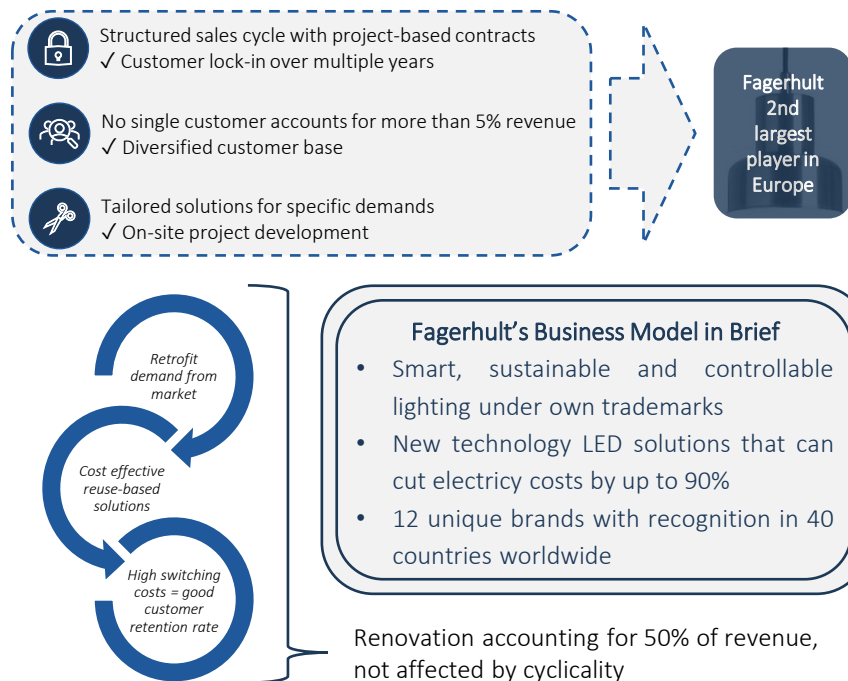 Structured sales cycle with project-based contracts
✓ Customer lock-in over multiple years
No single customer accounts for more than 5% revenue
✓ Diversified customer base
Tailored solutions for specific demands
✓ On-site project development
Fagerhult
2nd
largest
player in
Europe
Retrofit
demand from
market
Cost effective
reuse-based
solutions
High switching
costs = good
customer
retention rate
Fagerhult's Business Model in Brief
• Smart, sustainable and controllable
lighting under own trademarks
• New technology LED solutions that can
cut electricy costs by up to 90%
• 12 unique brands with recognition in 40
countries worldwide
Renovation accounting for 50% of revenue,
not affected by cyclicality